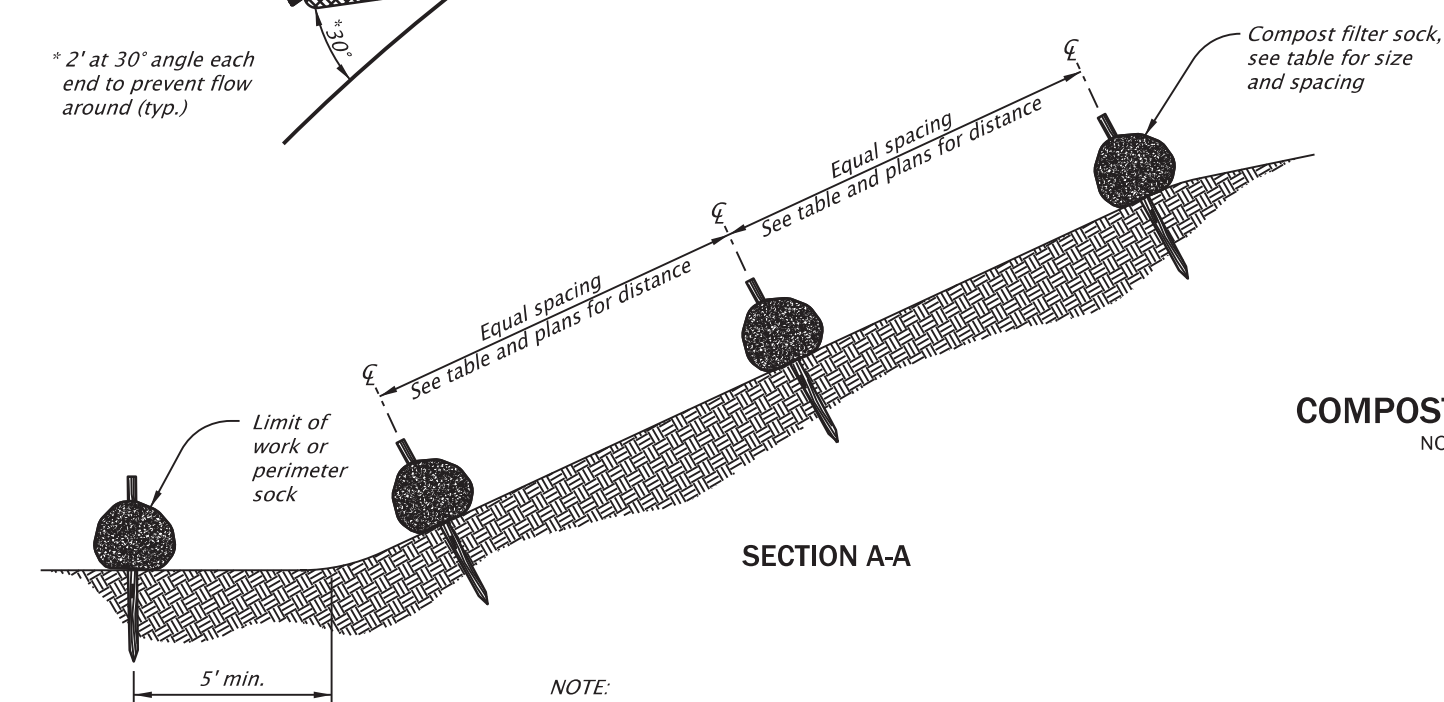 *30°
* 2' at 30° angle each
end to prevent flow
around (typ.)
Compost filter sock,
see table for size
and spacing
℄
Equal spacing
See table and plans for distance
℄
Equal spacing
See table and plans for distance
℄
Limit of
work or
perimeter
sock
COMPOST
NO
SECTION A-A
5' min.
NOTE: